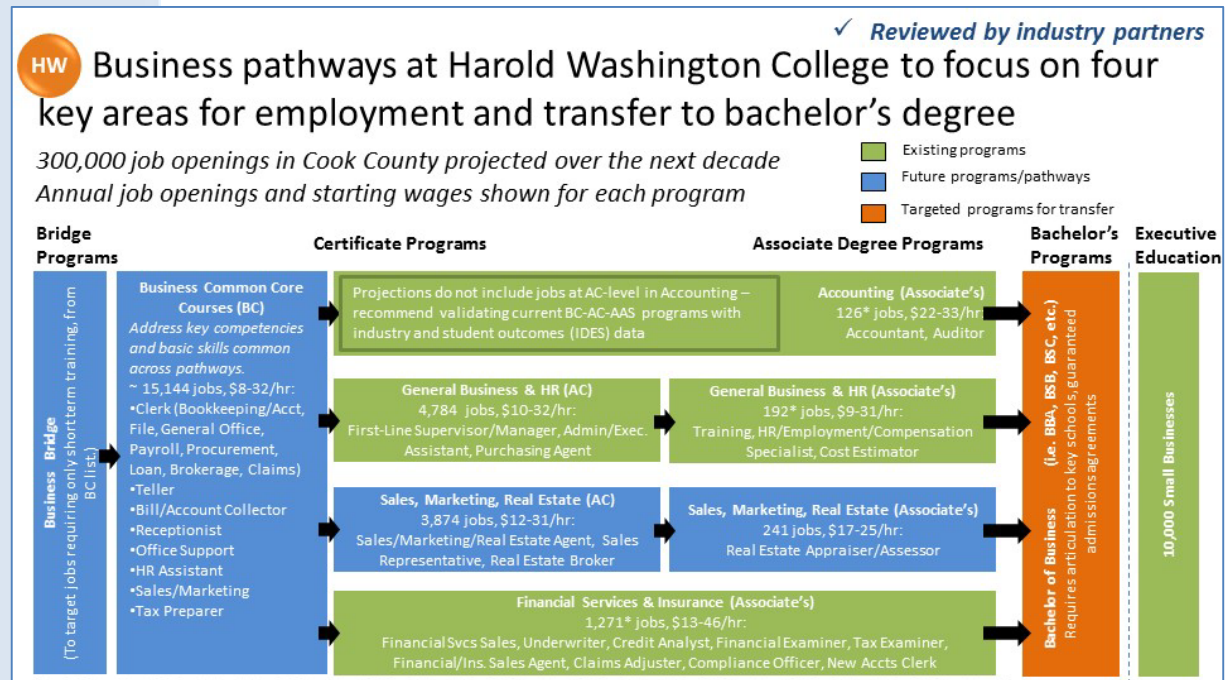 ✓ Reviewed by industry partners
HW
Business pathways at Harold Washington College to focus on four
key areas for employment and transfer to bachelor's degree
300,000 job openings in Cook County projected over the next decade
Annual job openings and starting wages shown for each program
Existing programs
Future programs/pathways
Targeted programs for transfer
Bridge
Programs
Certificate Programs
Associate Degree Programs
Bachelor's
Programs
Executive
Education
Business Bridge
(To target jobs requiring only short term training, from
BC list.)
Business Common Core
Courses (BC)
Address key competencies
and basic skills common
across pathways.
~ 15,144 jobs, $8-32/hr:
•Clerk (Bookkeeping/Acct,
File, General Office,
Payroll, Procurement,
Loan, Brokerage, Claims)
•Teller
•Bill/Account Collector
•Receptionist
•Office Support
•HR Assistant
•Sales/Marketing
•Tax Preparer
Projections do not include jobs at AC-level in Accounting –
recommend validating current BC-AC-AAS programs with
industry and student outcomes (IDES) data
Accounting (Associate's)
126* jobs, $22-33/hr:
Accountant, Auditor
General Business & HR (AC)
4,784 jobs, $10-32/hr:
First-Line Supervisor/Manager, Admin/Exec.
Assistant, Purchasing Agent
General Business & HR (Associate's)
192* jobs, $9-31/hr:
Training, HR/Employment/Compensation
Specialist, Cost Estimator
Sales, Marketing, Real Estate (AC)
3,874 jobs, $12-31/hr:
Sales/Marketing/Real Estate Agent, Sales
Representative, Real Estate Broker
Sales, Marketing, Real Estate (Associate's)
241 jobs, $17-25/hr:
Real Estate Appraiser/Assessor
Financial Services & Insurance (Associate's)
1,271* jobs, $13-46/hr:
Financial Svcs Sales, Underwriter, Credit Analyst, Financial Examiner, Tax Examiner,
Financial/Ins. Sales Agent, Claims Adjuster, Compliance Officer, New Accts Clerk
Bachelor of Business (i.e. BBA, BSB, BSC, etc.)
Requires articulation to key schools, guaranteed
admissions agreements
10,000 Small Businesses